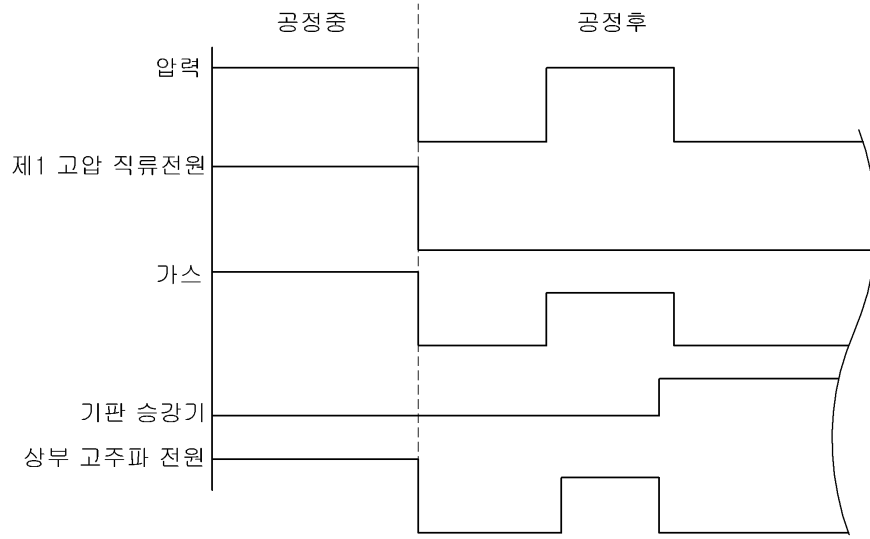 공정중
공정후
압력
제1 고압 직류전원
가스
기판 승강기
상부 고주파 전원